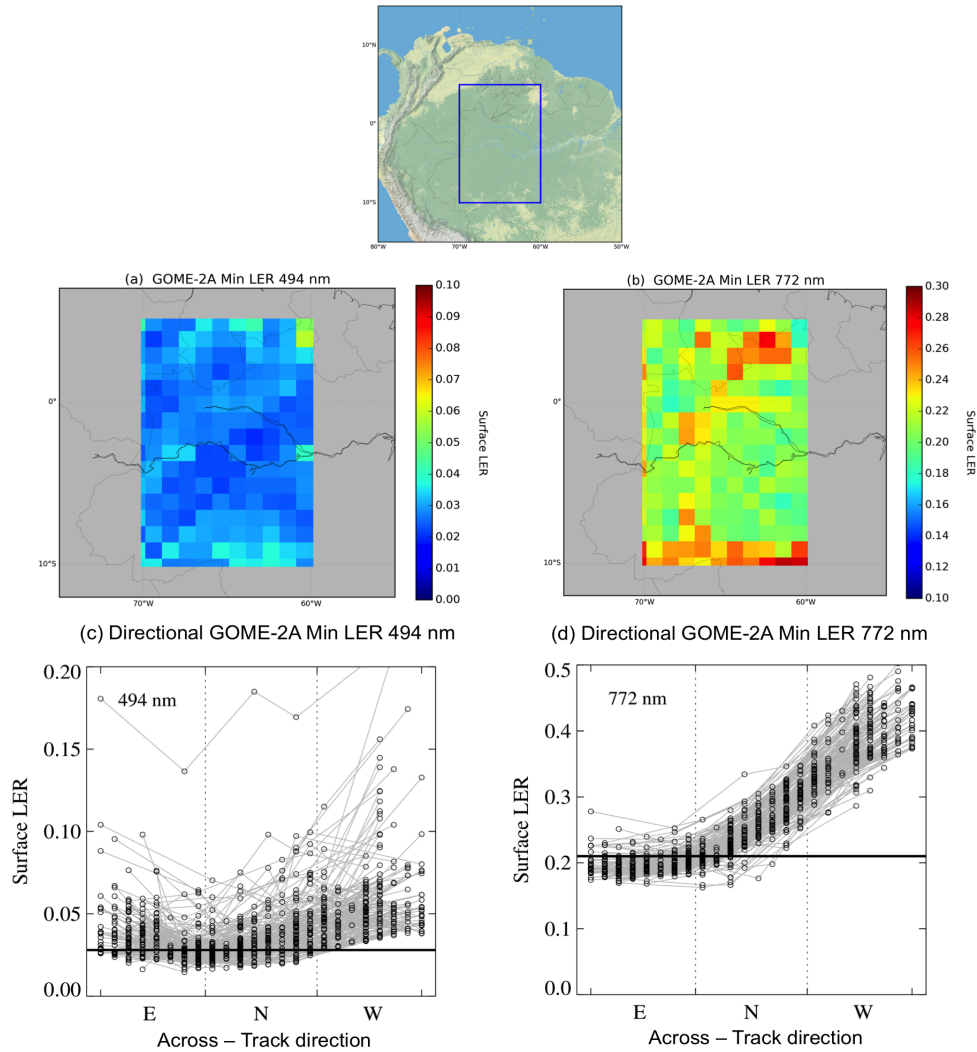 10°N
0°
10°S
80°W 70°W 60°W 50°W
(a) GOME-2A Min LER 494 nm
0.10
0.09
0.08
0.07
0.06
0.05
0.04
0.03
0.02
0.01
0.00
Surface LER
0°
10°S
70°W 60°W
(b) GOME-2A Min LER 772 nm
0.30
0.28
0.26
0.24
0.22
0.20
0.18
0.16
0.14
0.12
0.10
Surface LER
0°
10°S
70°W 60°W
(c) Directional GOME-2A Min LER 494 nm
494 nm
0.20
0.15
0.10
0.05
0.00
Surface LER
E N W
Across – Track direction
(d) Directional GOME-2A Min LER 772 nm
772 nm
0.5
0.4
0.3
0.2
0.1
0.0
Surface LER
E N W
Across – Track direction